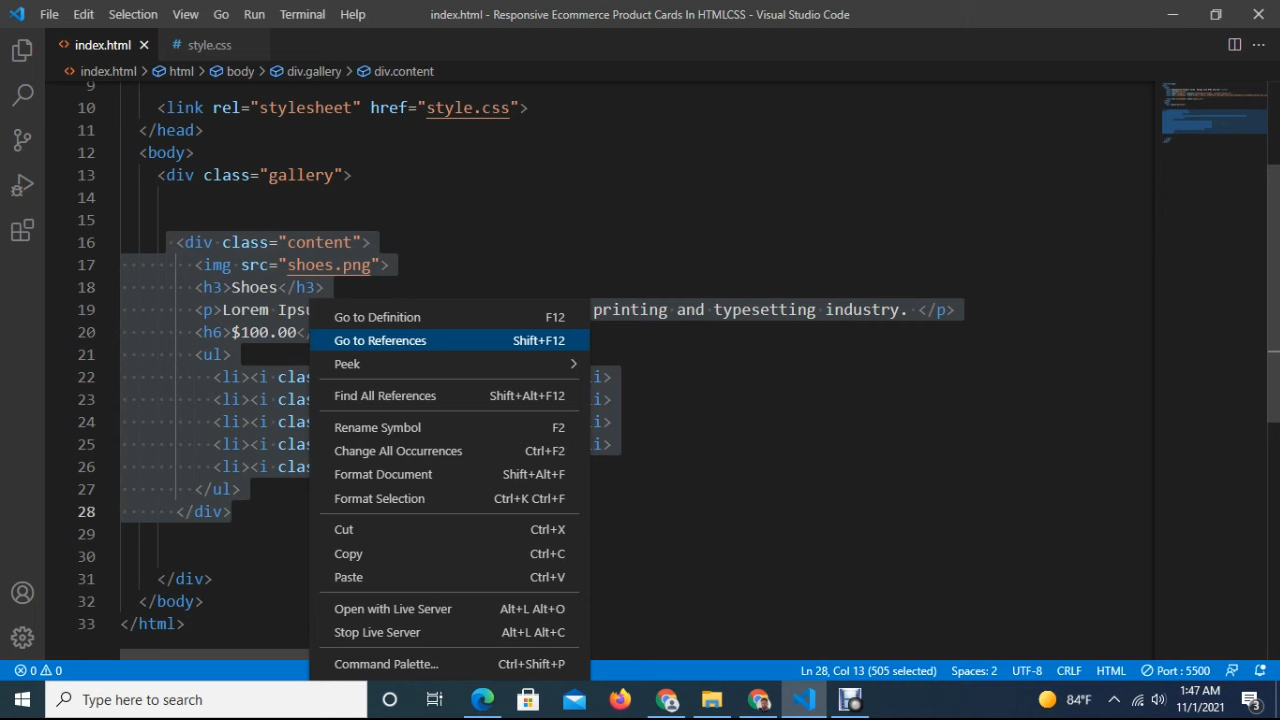 File Edit Selection View Go Run Terminal Help index.html - Responsive Ecommerce Product Cards In HTMLCSS - Visual Studio Code
index.html # style.css
index.html html body div.gallery div.content
9
10 <link rel="stylesheet" href="style.css">
11 </head>
12 <body>
13 <div class="gallery">
14
15
16 <div class="content">
17 <img src="shoes.png">
18 <h3>Shoes</h3>
19 <p>Lorem Ipsu printing and typesetting industry. </p>
20 <h6>$100.00</
21 <ul>
22 <li><i clas i>
23 <li><i clas i>
24 <li><i clas i>
25 <li><i clas i>
26 <li><i clas
27 </ul>
28 </div>
29
30
31 </div>
32 </body>
33 </html>
Go to Definition F12
Go to References Shift+F12
Peek
Find All References Shift+Alt+F12
Rename Symbol F2
Change All Occurrences Ctrl+F2
Format Document Shift+Alt+F
Format Selection Ctrl+K Ctrl+F
Cut Ctrl+X
Copy Ctrl+C
Paste Ctrl+V
Open with Live Server Alt+L Alt+O
Stop Live Server Alt+L Alt+C
Command Palette... Ctrl+Shift+P
0 0 Ln 28, Col 13 (505 selected) Spaces: 2 UTF-8 CRLF HTML Port : 5500
Type here to search 84°F 1:47 AM
11/1/2021 3